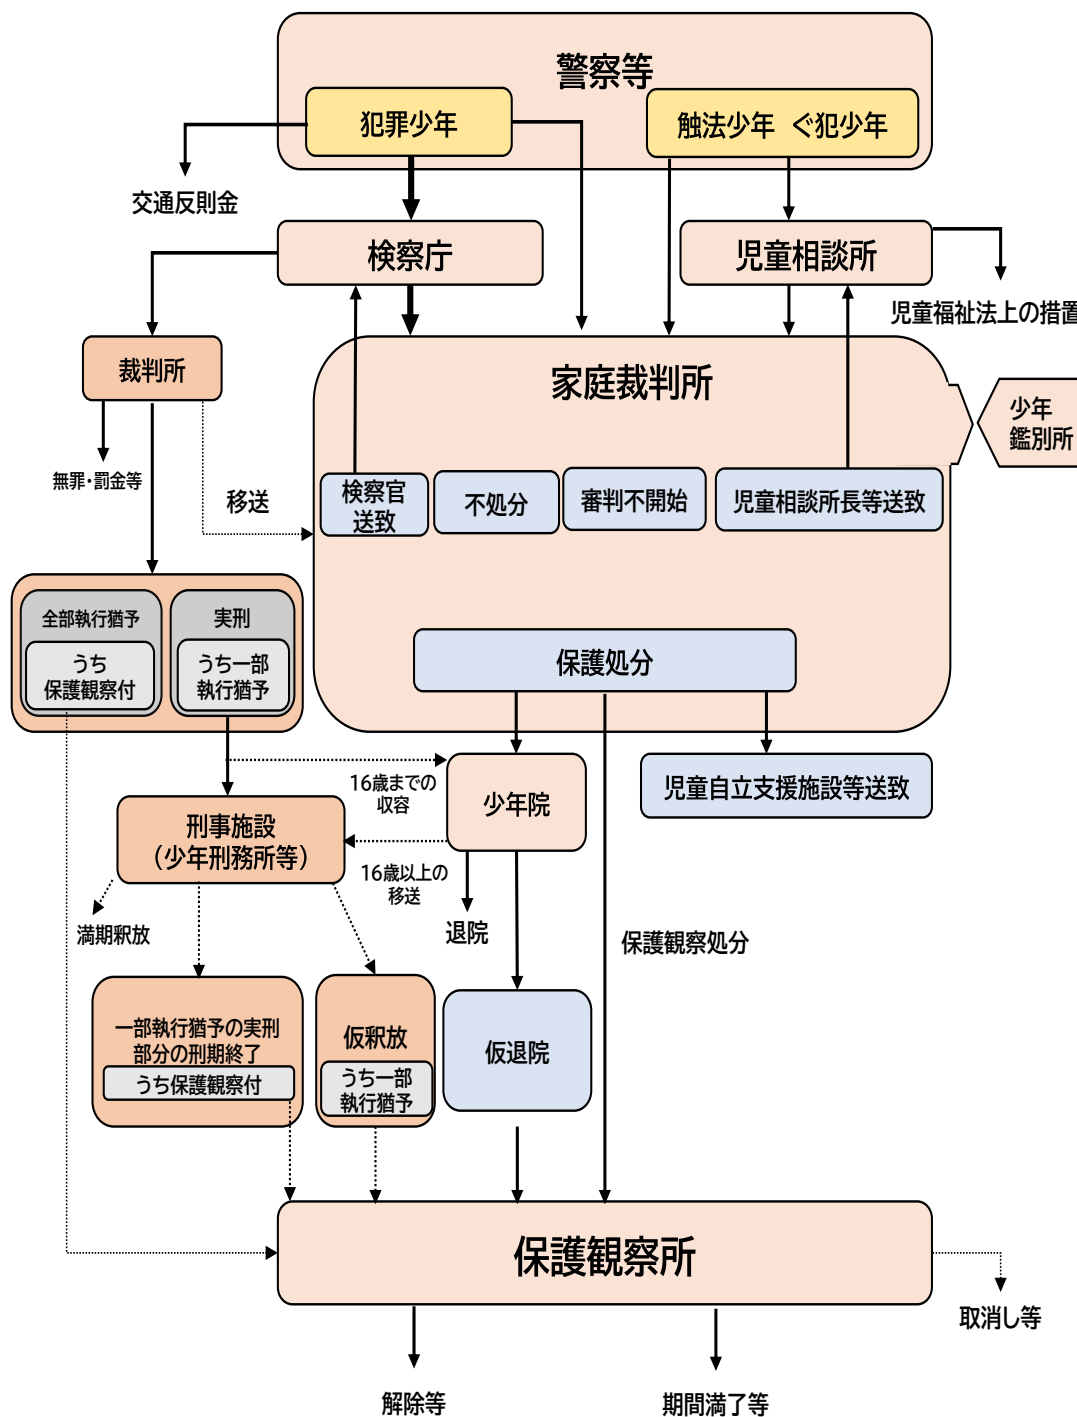 警察等
犯罪少年
触法少年 ぐ犯少年
交通反則金
検察庁
児童相談所
児童福祉法上の措置
裁判所
家庭裁判所
少年
鑑別所
無罪・罰金等
移送
検察官
送致
不処分
審判不開始
児童相談所長等送致
全部執行猶予
うち
保護観察付
実刑
うち一部
執行猶予
保護処分
16歳までの
収容
少年院
児童自立支援施設等送致
刑事施設
（少年刑務所等）
16歳以上の
移送
満期釈放
退院
保護観察処分
一部執行猶予の実刑
部分の刑期終了
うち保護観察付
仮釈放
うち一部
執行猶予
仮退院
保護観察所
取消し等
解除等
期間満了等